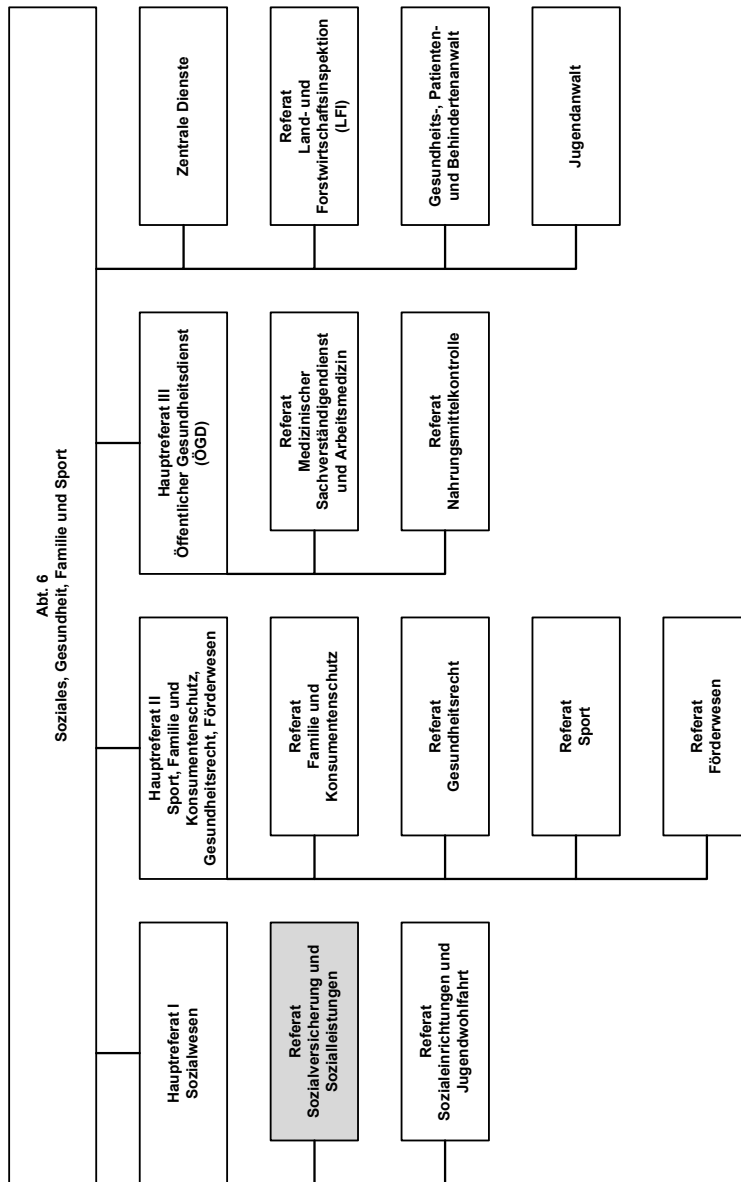 Abt. 6
Soziales, Gesundheit, Familie und Sport
Hauptreferat I
Sozialwesen
Referat
Sozialversicherung und
Sozialleistungen
Referat
Sozialeinrichtungen und
Jugendwohlfahrt
Hauptreferat II
Sport, Familie und
Konsumentenschutz,
Gesundheitsrecht, Förderwesen
Referat
Familie und
Konsumentenschutz
Referat
Gesundheitsrecht
Referat
Sport
Referat
Förderwesen
Hauptreferat III
Öffentlicher Gesundheitsdienst
(ÖGD)
Referat
Medizinischer
Sachverständigendienst
und Arbeitsmedizin
Referat
Nahrungsmittelkontrolle
Zentrale Dienste
Referat
Land- und
Forstwirtschaftsinspektion
(LFI)
Gesundheits-, Patienten-
und Behindertenanwalt
Jugendanwalt